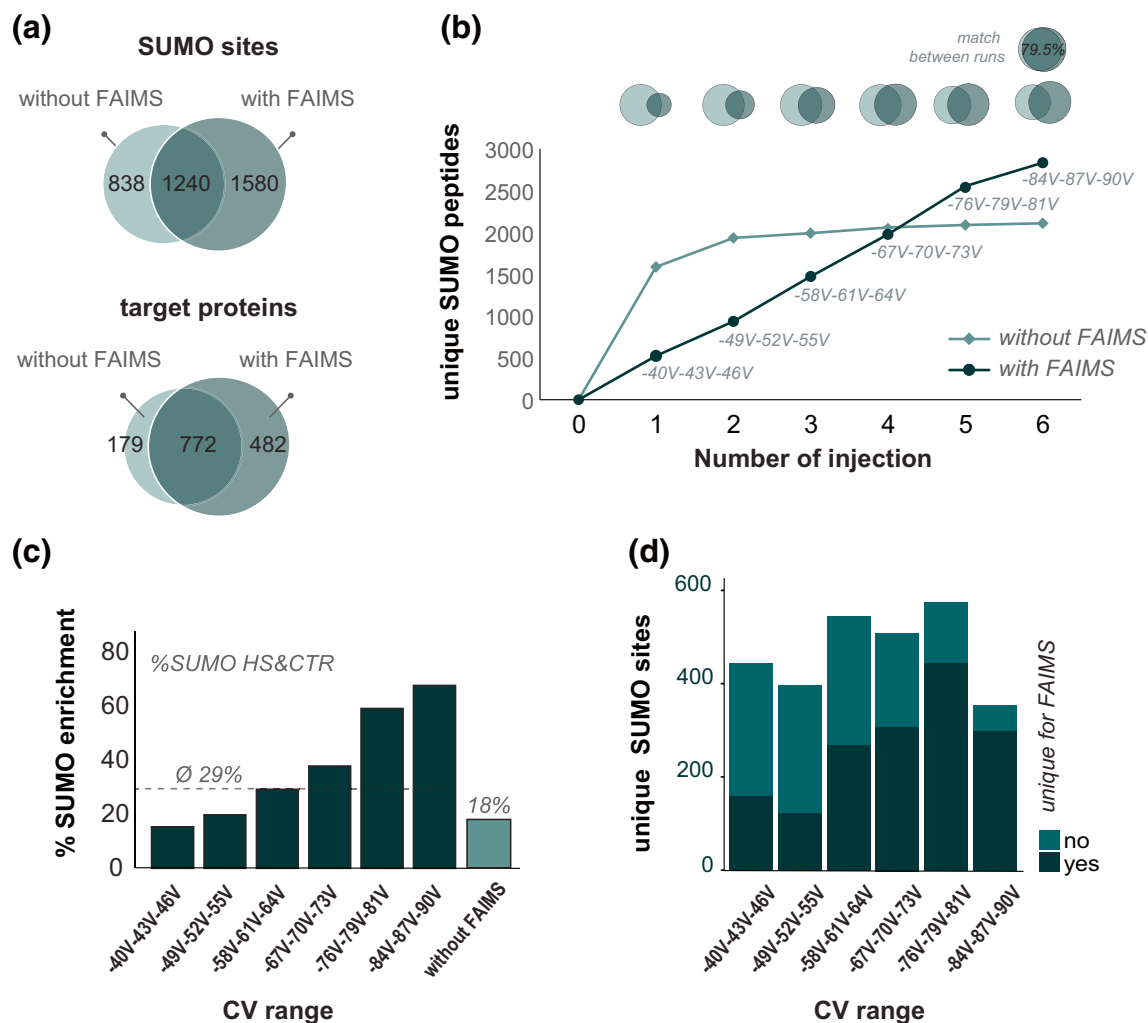 (a)
SUMO sites
without FAIMS
with FAIMS
838
1240
1580
target proteins
without FAIMS
with FAIMS
179
772
482
(b)
match
between runs
79.5%
unique SUMO peptides
3000
2500
2000
1500
1000
500
0
-40V-43V-46V
-49V-52V-55V
-58V-61V-64V
-67V-70V-73V
-76V-79V-81V
-84V-87V-90V
without FAIMS
with FAIMS
0 1 2 3 4 5 6
Number of injection
(c)
% SUMO enrichment
80
60
40
20
0
%SUMO HS&CTR
Ø 29%
18%
-40V-43V-46V
-49V-52V-55V
-58V-61V-64V
-67V-70V-73V
-76V-79V-81V
-84V-87V-90V
without FAIMS
CV range
(d)
unique SUMO sites
600
400
200
0
unique for FAIMS
no
yes
-40V-43V-46V
-49V-52V-55V
-58V-61V-64V
-67V-70V-73V
-76V-79V-81V
-84V-87V-90V
CV range